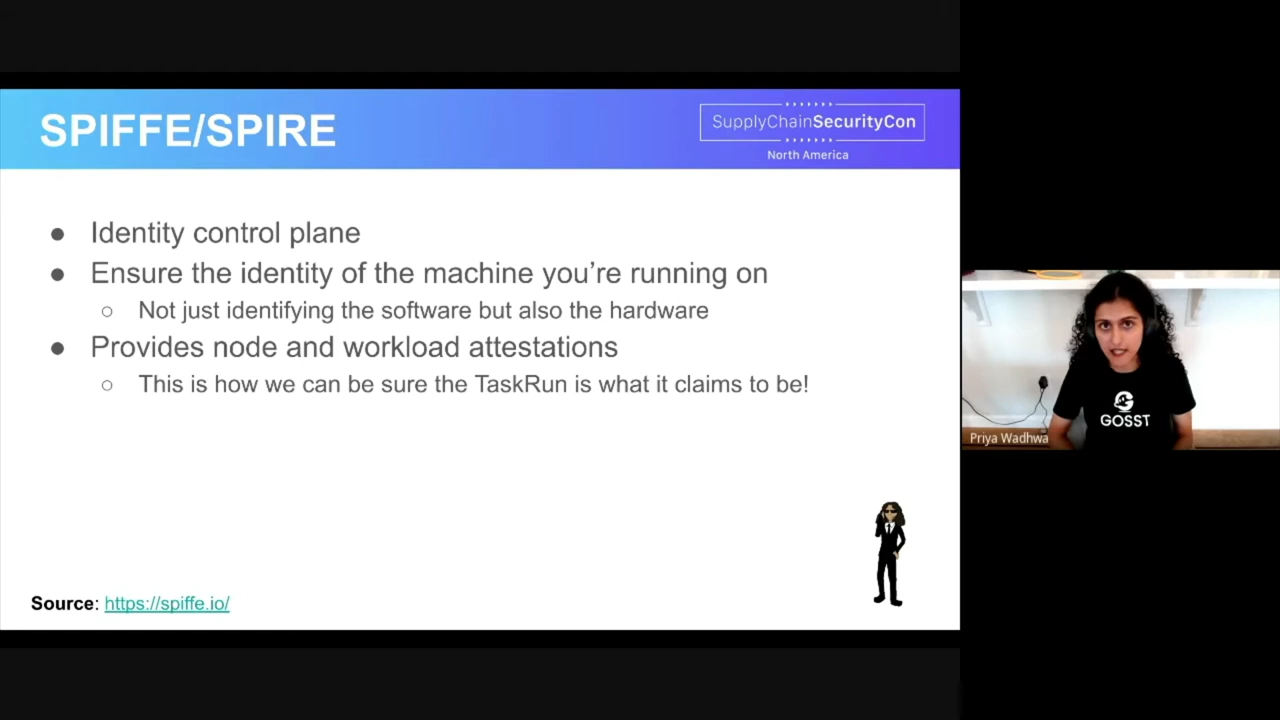 SPIFFE/SPIRE
SupplyChainSecurityCon
North America
● Identity control plane
● Ensure the identity of the machine you’re running on
○ Not just identifying the software but also the hardware
● Provides node and workload attestations
○ This is how we can be sure the TaskRun is what it claims to be!
Source: https://spiffe.io/
GOSST
Priya Wadhwa